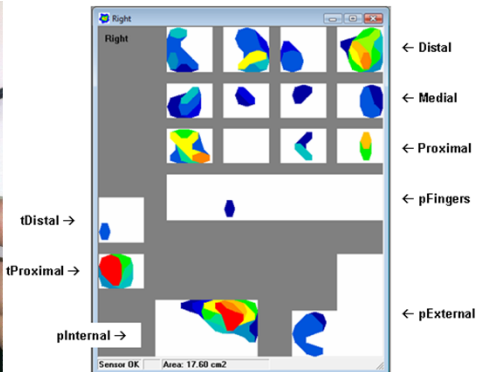 Right
Right
← Distal
← Medial
← Proximal
← pFingers
tDistal →
tProximal →
pInternal →
← pExternal
Sensor OK Area: 17.60 cm2